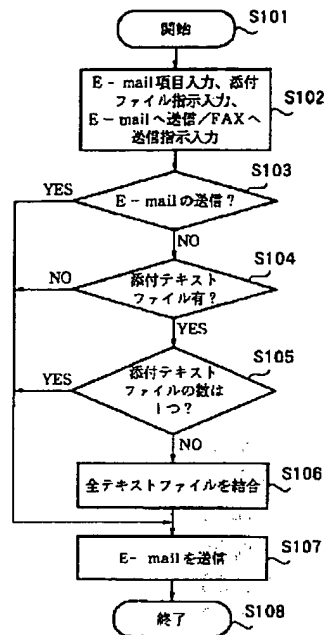 開始
S101
E-mail項目入力、添付
ファイル指示入力、
E-mailへ送信/FAXへ
送信指示入力
S102
S103
YES
E-mailの送信?
NO
S104
NO
添付テキスト
ファイル有?
YES
S105
YES
添付テキスト
ファイルの数は
1つ?
NO
全テキストファイルを結合
S106
E-mailを送信
S107
終了
S108